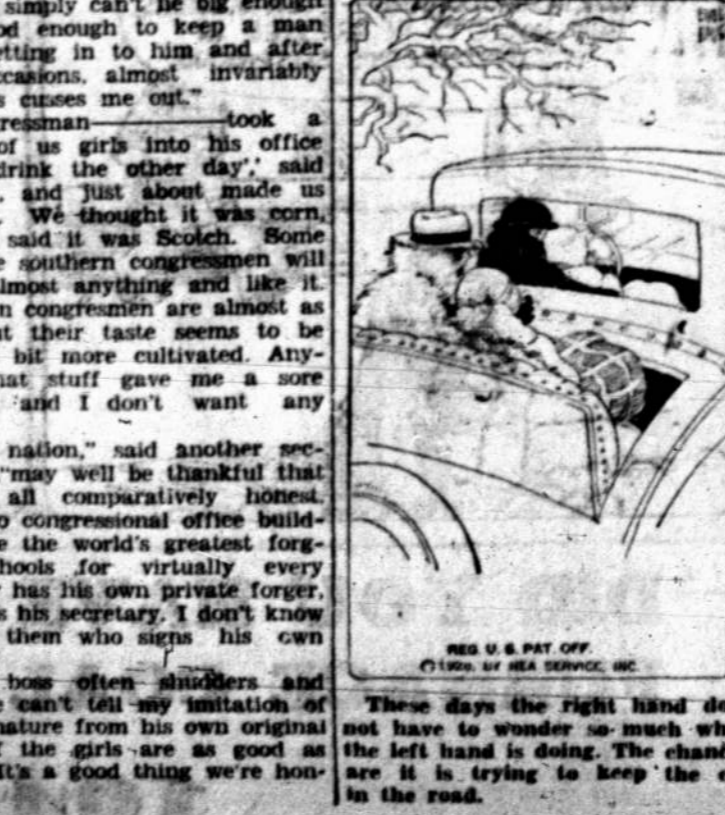 simply can't lie big enough
od enough to keep a man
etting in to him and after
ccasions, almost invariably
s cusses me out."
ressman————took a
of us girls into his office
drink the other day", said
, and just about made us
. We thought it was corn,
said it was Scotch. Some
e southern congressmen will
lmost anything and like it.
n congresmen are almost as
ut their taste seems to be
bit more cultivated. Any-
hat stuff gave me a sore
and I don't want any
nation," said another sec-
"may well be thankful that
all comparatively honest.
o congressional office build-
e the world's greatest forg-
hools for virtually every
has his own private forger,
s his secretary. I don't know
them who signs his own
boss often shudders and
e can't tell my imitation of
nature from his own original
f the girls are as good as
It's a good thing we're hon-
REG. U. S. PAT. OFF.
BY NEA SERVICE, INC.
These days the right hand do
not have to wonder so much wh
the left hand is doing. The chanc
are it is trying to keep the c
in the road.